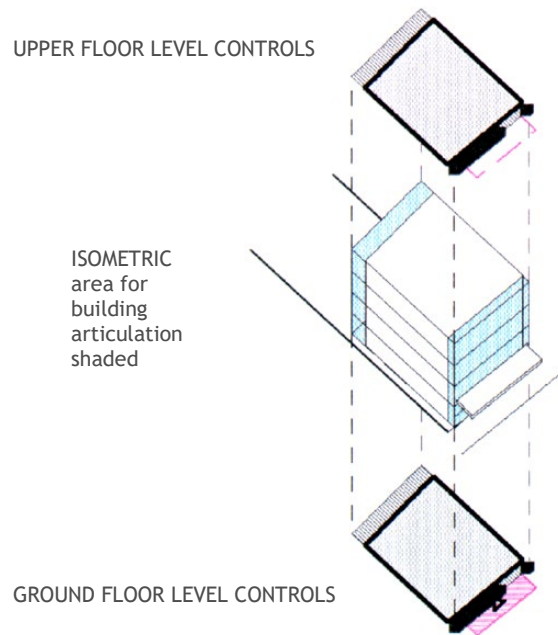 UPPER FLOOR LEVEL CONTROLS
ISOMETRIC
area for
building
articulation
shaded
GROUND FLOOR LEVEL CONTROLS